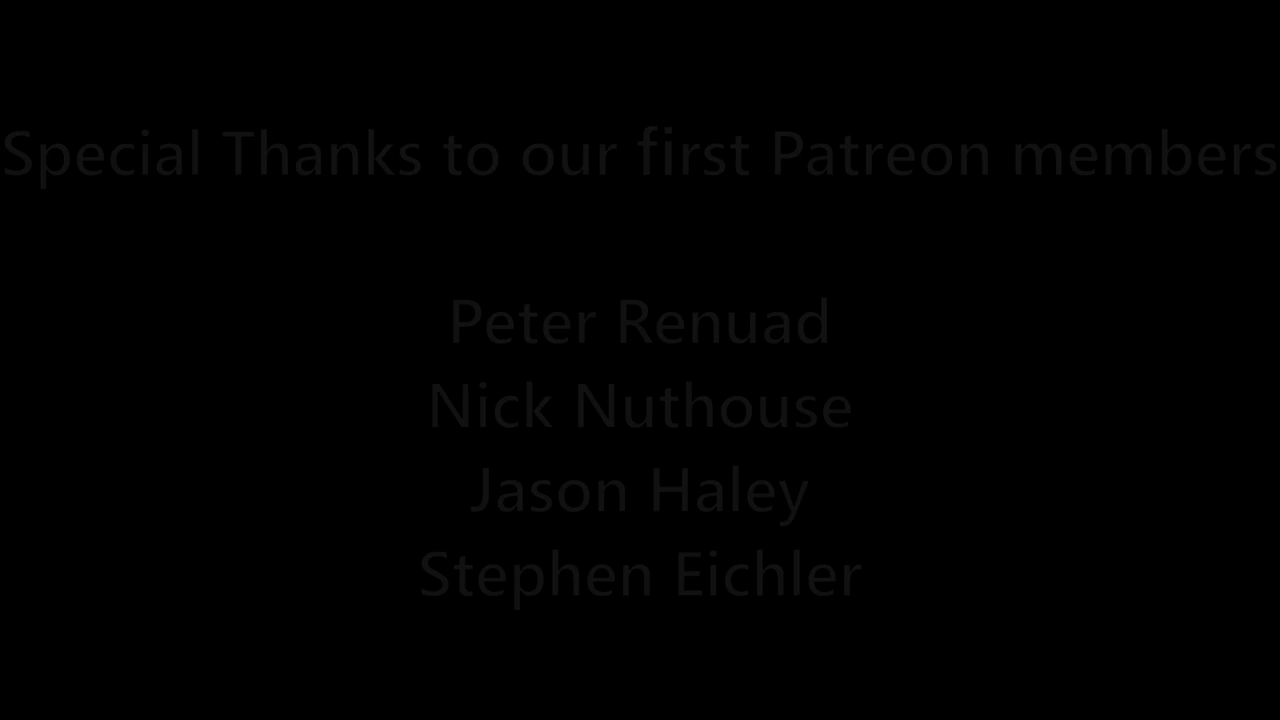 Special Thanks to our first Patreon members
Peter Renuad
Nick Nuthouse
Jason Haley
Stephen Eichler